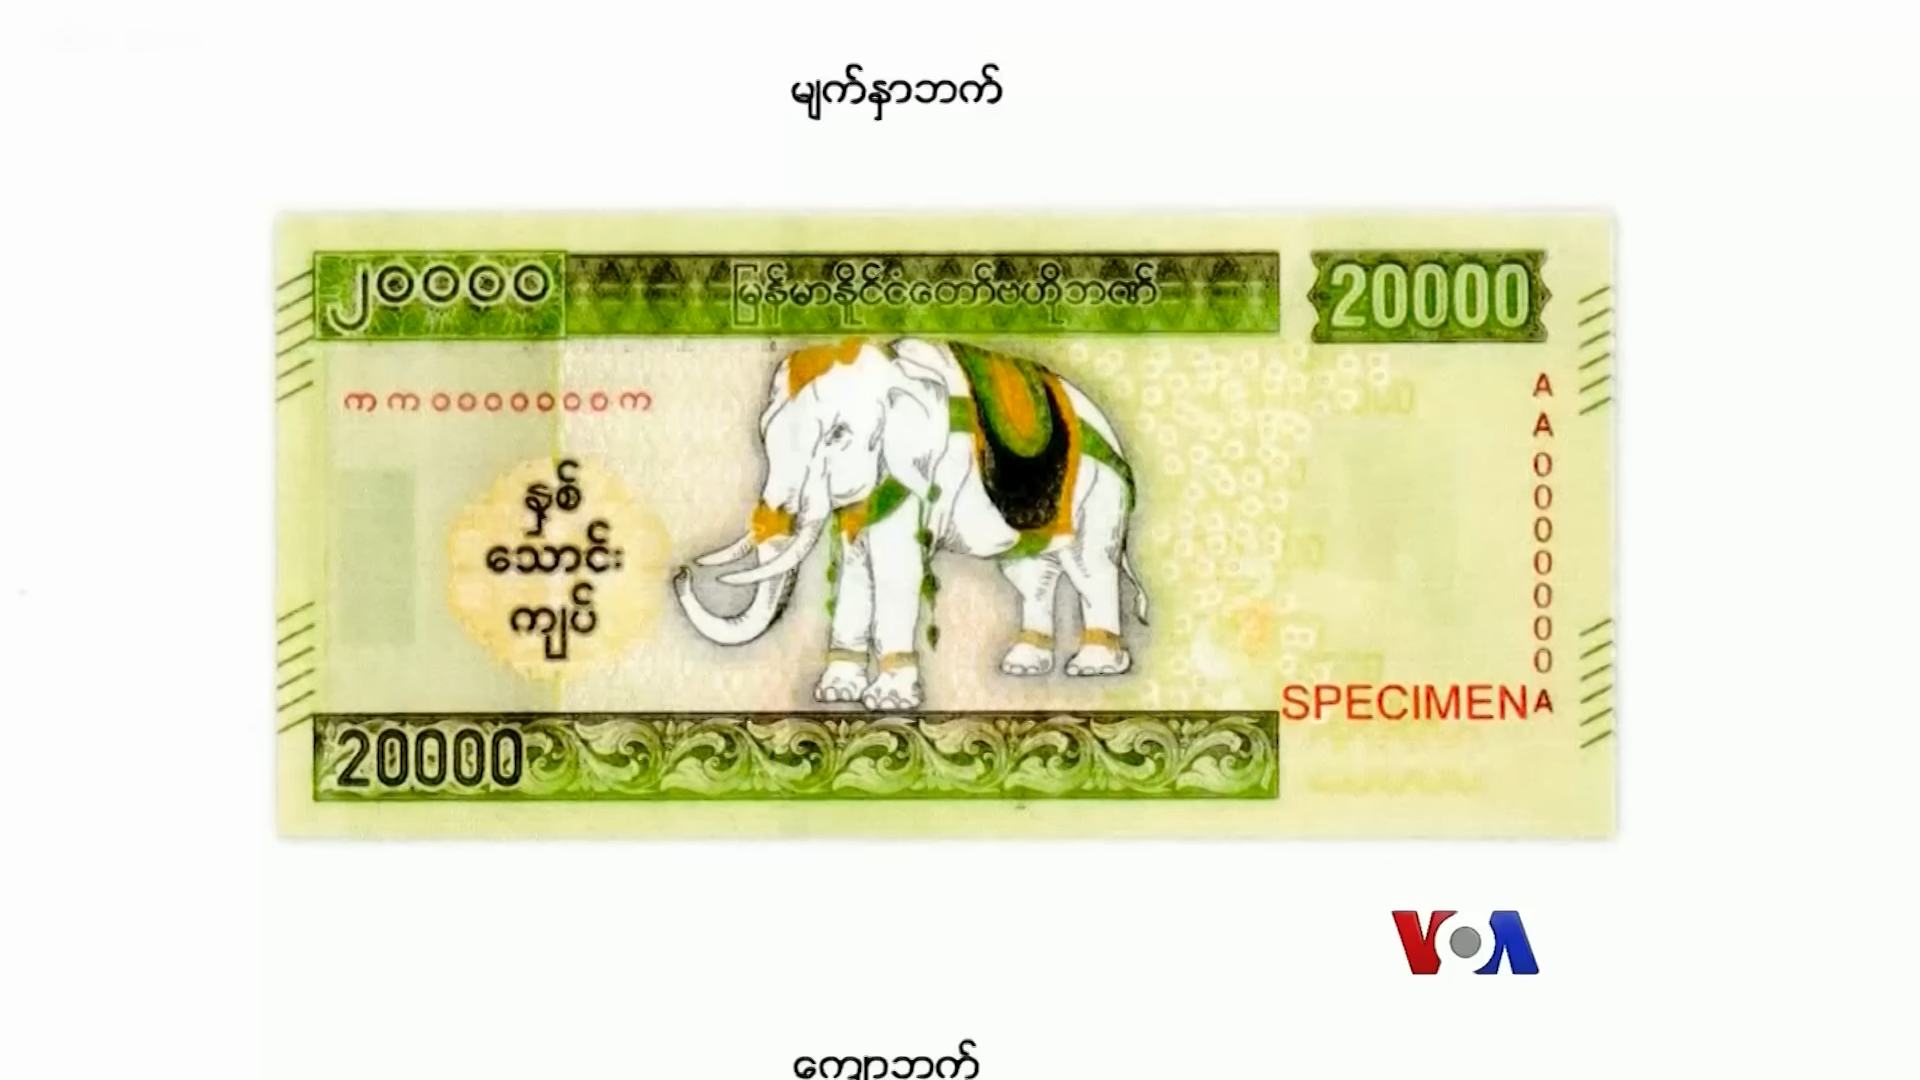 မျက်နှာဘက်
၂၀၀၀၀
မြန်မာနိုင်ငံတော်ဗဟိုဘဏ်
20000
ကက၀၀၀၀၀၀၀က
AA0000000A
နှစ်
သောင်း
ကျပ်
SPECIMEN
20000
VOA
ကျောဘက်